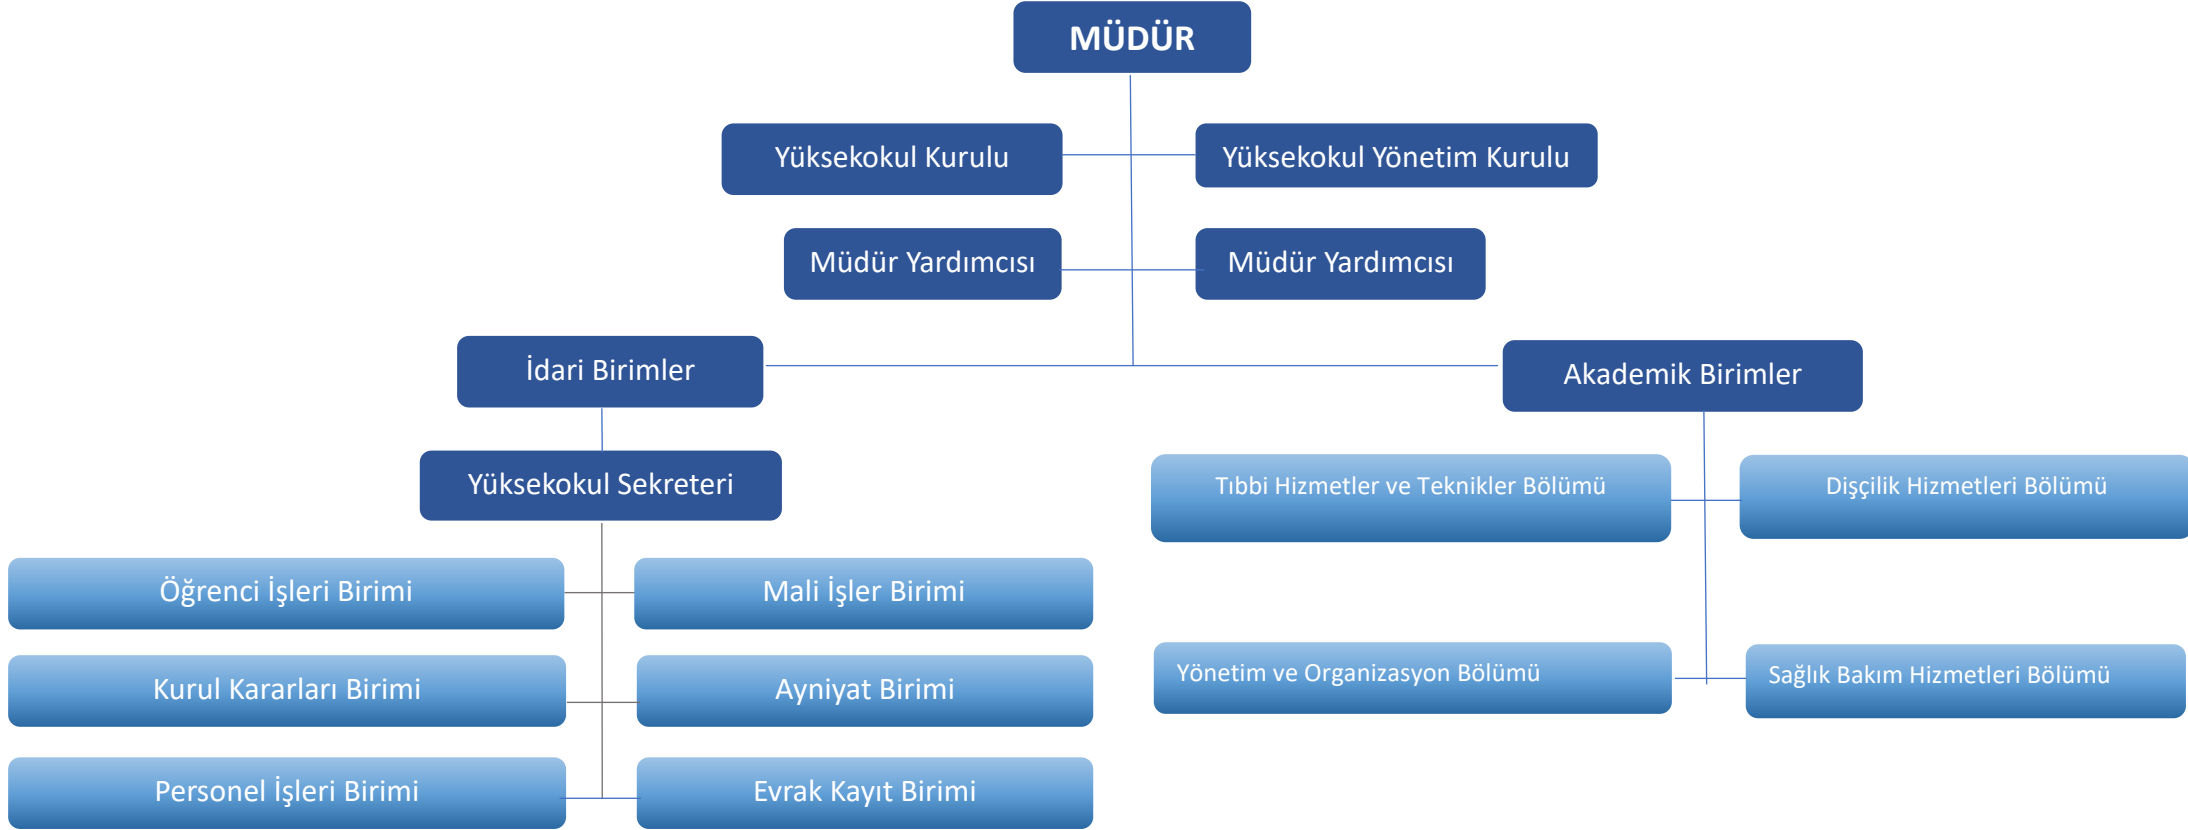 MÜDÜR
Yüksekokul Kurulu
Yüksekokul Yönetim Kurulu
Müdür Yardımcısı
Müdür Yardımcısı
İdari Birimler
Akademik Birimler
Yüksekokul Sekreteri
Tıbbi Hizmetler ve Teknikler Bölümü
Dişçilik Hizmetleri Bölümü
Öğrenci İşleri Birimi
Mali İşler Birimi
Yönetim ve Organizasyon Bölümü
Sağlık Bakım Hizmetleri Bölümü
Kurul Kararları Birimi
Ayniyat Birimi
Personel İşleri Birimi
Evrak Kayıt Birimi